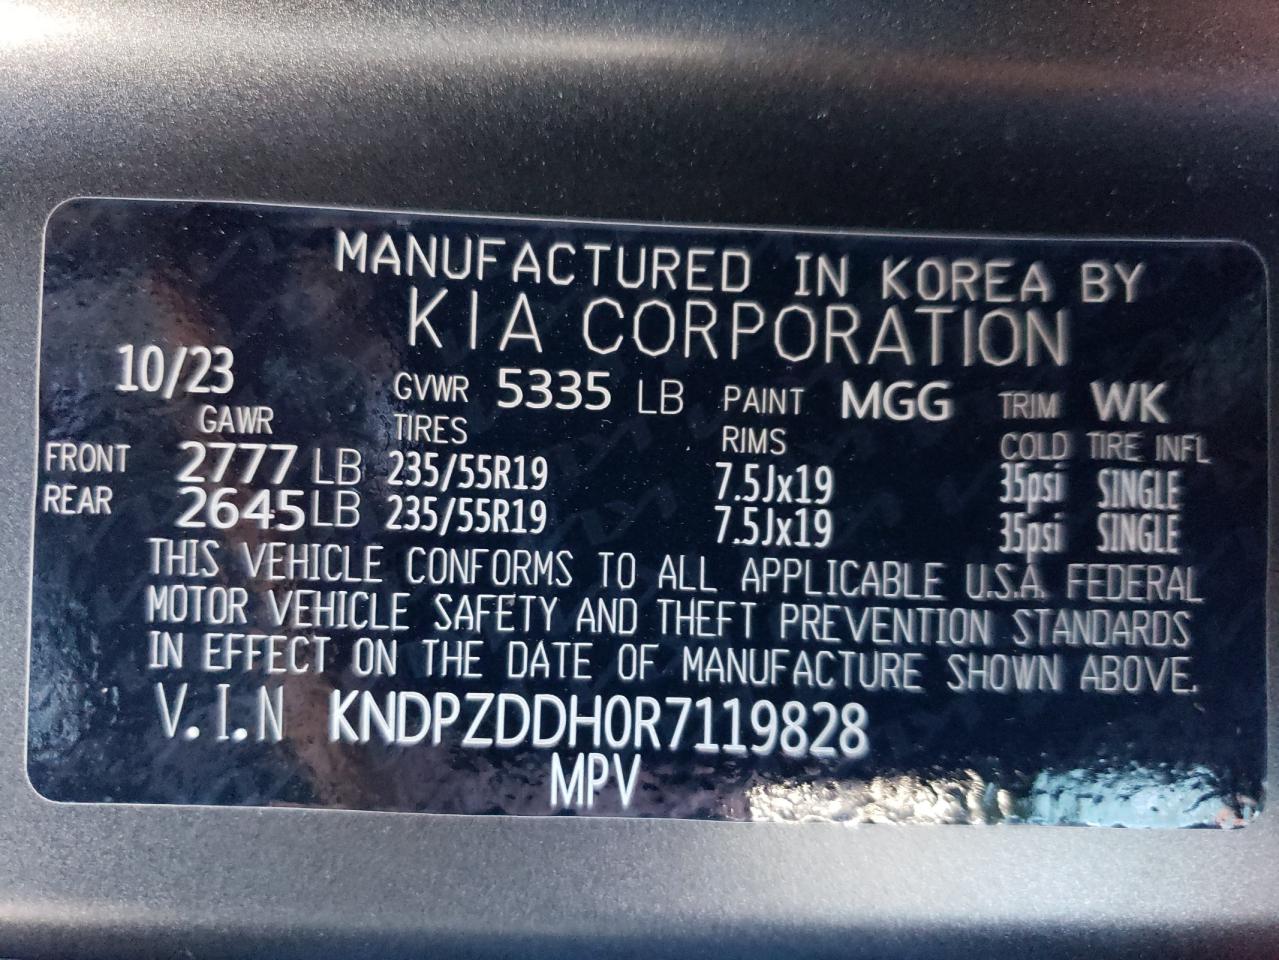 MANUFACTURED IN KOREA BY
KIA CORPORATION
10/23 GVWR 5335 LB PAINT MGG TRIM WK
GAWR TIRES RIMS COLD TIRE INFL
FRONT 2777 LB 235/55R19 7.5Jx19 35psi SINGLE
REAR 2645 LB 235/55R19 7.5Jx19 35psi SINGLE
THIS VEHICLE CONFORMS TO ALL APPLICABLE U.S.A. FEDERAL
MOTOR VEHICLE SAFETY AND THEFT PREVENTION STANDARDS
IN EFFECT ON THE DATE OF MANUFACTURE SHOWN ABOVE.
V.I.N KNDPZDDH0R7119828
MPV